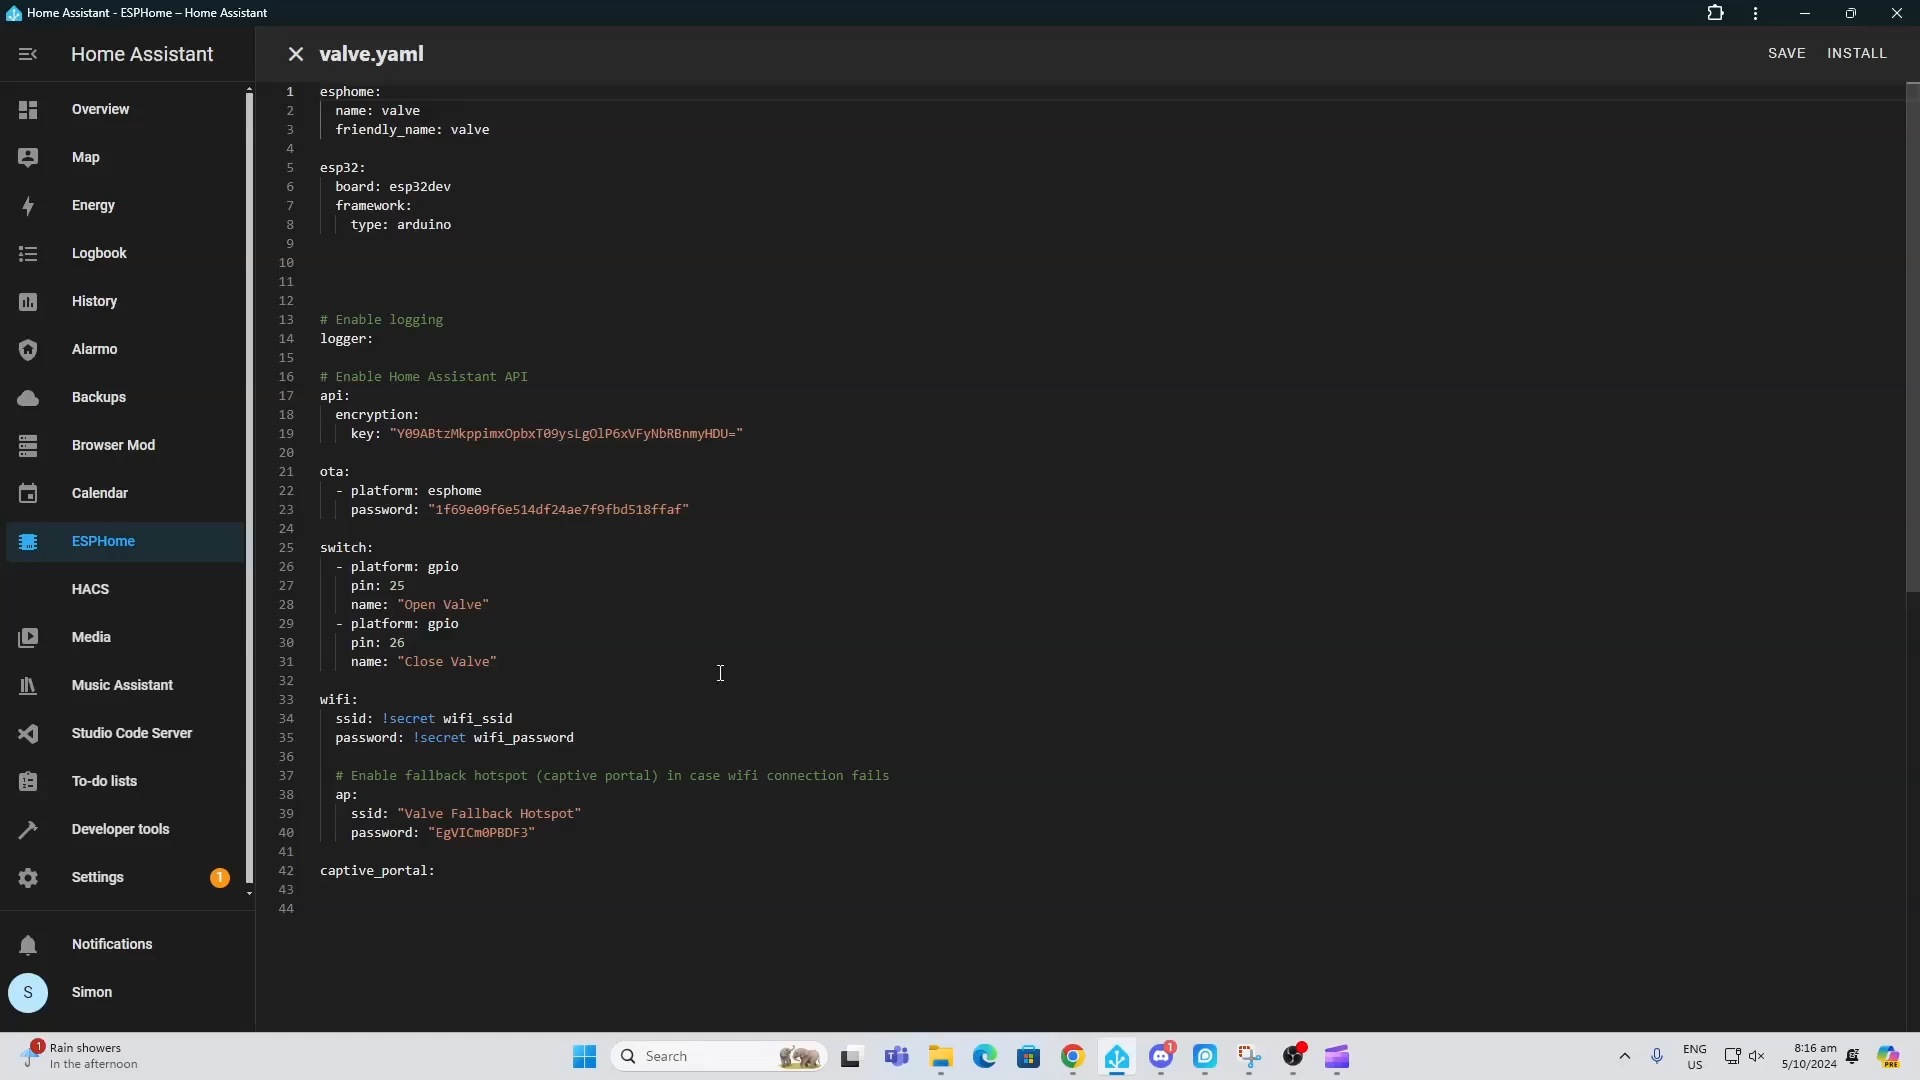 Home Assistant - ESPHome – Home Assistant
Home Assistant
valve.yaml
SAVE
INSTALL
Overview
Map
Energy
Logbook
History
Alarmo
Backups
Browser Mod
Calendar
ESPHome
HACS
Media
Music Assistant
Studio Code Server
To-do lists
Developer tools
Settings
1
Notifications
S
Simon
1 esphome:
2 name: valve
3 friendly_name: valve
4
5 esp32:
6 board: esp32dev
7 framework:
8 type: arduino
9
10
11
12
13 # Enable logging
14 logger:
15
16 # Enable Home Assistant API
17 api:
18 encryption:
19 key: "Y09ABtzMkppimxOpbxT09ysLgOlP6xVFyNbRBnmyHDU="
20
21 ota:
22 - platform: esphome
23 password: "1f69e09f6e514df24ae7f9fbd518ffaf"
24
25 switch:
26 - platform: gpio
27 pin: 25
28 name: "Open Valve"
29 - platform: gpio
30 pin: 26
31 name: "Close Valve"
32
33 wifi:
34 ssid: !secret wifi_ssid
35 password: !secret wifi_password
36
37 # Enable fallback hotspot (captive portal) in case wifi connection fails
38 ap:
39 ssid: "Valve Fallback Hotspot"
40 password: "EgVICm0PBDF3"
41
42 captive_portal:
43
44
1
Rain showers
In the afternoon
Search
1
ENG
US
8:16 am
5/10/2024
PRE